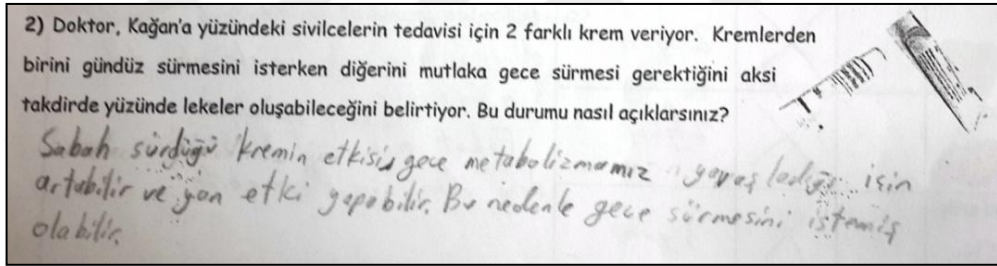 2) Doktor, Kağan'a yüzündeki sivilcelerin tedavisi için 2 farklı krem veriyor. Kremlerden
birini gündüz sürmesini isterken diğerini mutlaka gece sürmesi gerektiğini aksi
takdirde yüzünde lekeler oluşabileceğini belirtiyor. Bu durumu nasıl açıklarsınız?
Sabah sürdüğü kremin etkisi gece metabolizmamız yavaşladığı için
artabilir ve yan etki yapabilir. Bu nedenle gece sürmesini istemiş
olabilir.